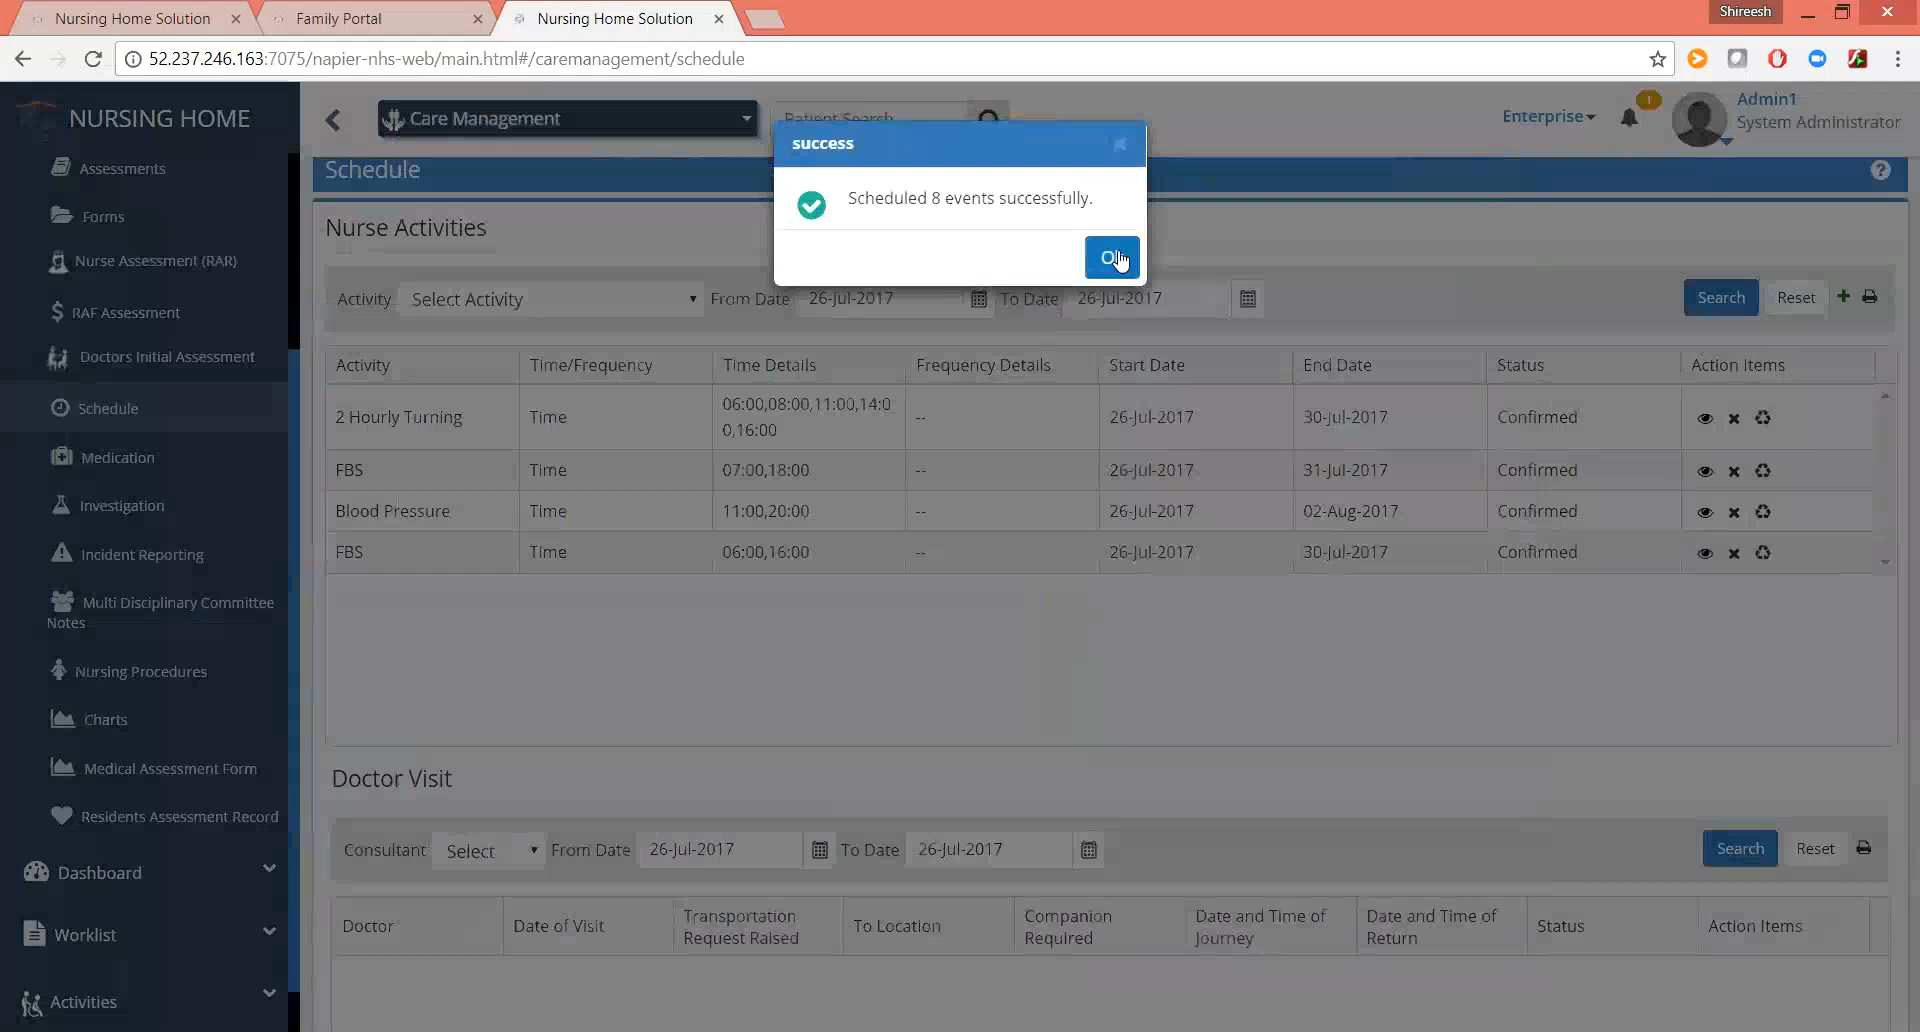 Nursing Home Solution
Family Portal
Nursing Home Solution
Shireesh
52.237.246.163:7075/napier-nhs-web/main.html#/caremanagement/schedule
NURSING HOME
Care Management
Patient Search
Enterprise
1
Admin1
System Administrator
success
Scheduled 8 events successfully.
Assessments
Forms
Nurse Assessment (RAR)
RAF Assessment
Doctors Initial Assessment
Schedule
Medication
Investigation
Incident Reporting
Multi Disciplinary Committee
Notes
Nursing Procedures
Charts
Medical Assessment Form
Residents Assessment Record
Dashboard
Worklist
Activities
Schedule
Nurse Activities
Activity Select Activity From Date 26-Jul-2017 To Date 26-Jul-2017 Search Reset
Activity Time/Frequency Time Details Frequency Details Start Date End Date Status Action Items
2 Hourly Turning Time 06:00,08:00,11:00,14:0 -- 26-Jul-2017 30-Jul-2017 Confirmed
0,16:00
FBS Time 07:00,18:00 -- 26-Jul-2017 31-Jul-2017 Confirmed
Blood Pressure Time 11:00,20:00 -- 26-Jul-2017 02-Aug-2017 Confirmed
FBS Time 06:00,16:00 -- 26-Jul-2017 30-Jul-2017 Confirmed
Doctor Visit
Consultant Select From Date 26-Jul-2017 To Date 26-Jul-2017 Search Reset
Doctor Date of Visit Transportation Request Raised To Location Companion Required Date and Time of Journey Date and Time of Return Status Action Items